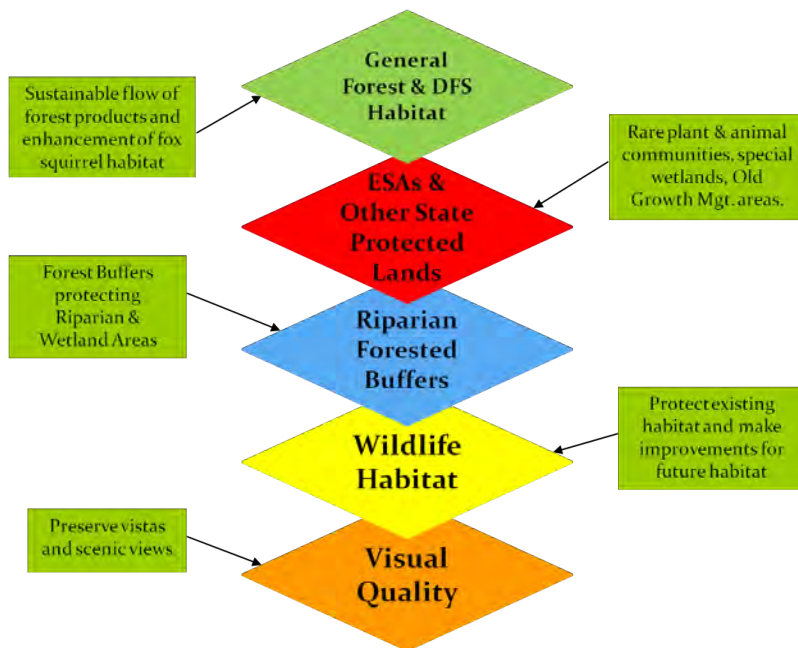 General
Forest & DFS
Habitat
Sustainable flow of
forest products and
enhancement of fox
squirrel habitat
ESAs &
Other State
Protected
Lands
Rare plant & animal
communities, special
wetlands, Old
Growth Mgt. areas.
Riparian
Forested
Buffers
Forest Buffers
protecting
Riparian &
Wetland Areas
Wildlife
Habitat
Protect existing
habitat and make
improvements for
future habitat
Visual
Quality
Preserve vistas
and scenic views